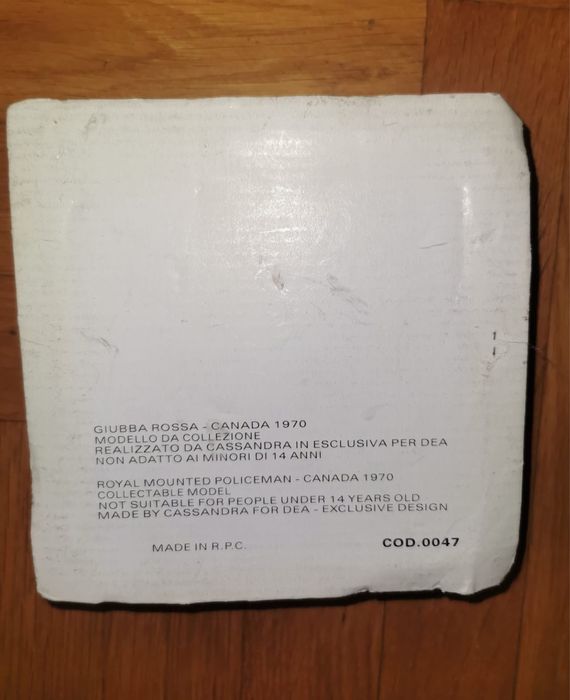 GIUBBA ROSSA - CANADA 1970
MODELLO DA COLLEZIONE
REALIZZATO DA CASSANDRA IN ESCLUSIVA PER DEA
NON ADATTO AI MINORI DI 14 ANNI
ROYAL MOUNTED POLICEMAN - CANADA 1970
COLLECTABLE MODEL
NOT SUITABLE FOR PEOPLE UNDER 14 YEARS OLD
MADE BY CASSANDRA FOR DEA - EXCLUSIVE DESIGN
MADE IN R.P.C. COD.0047